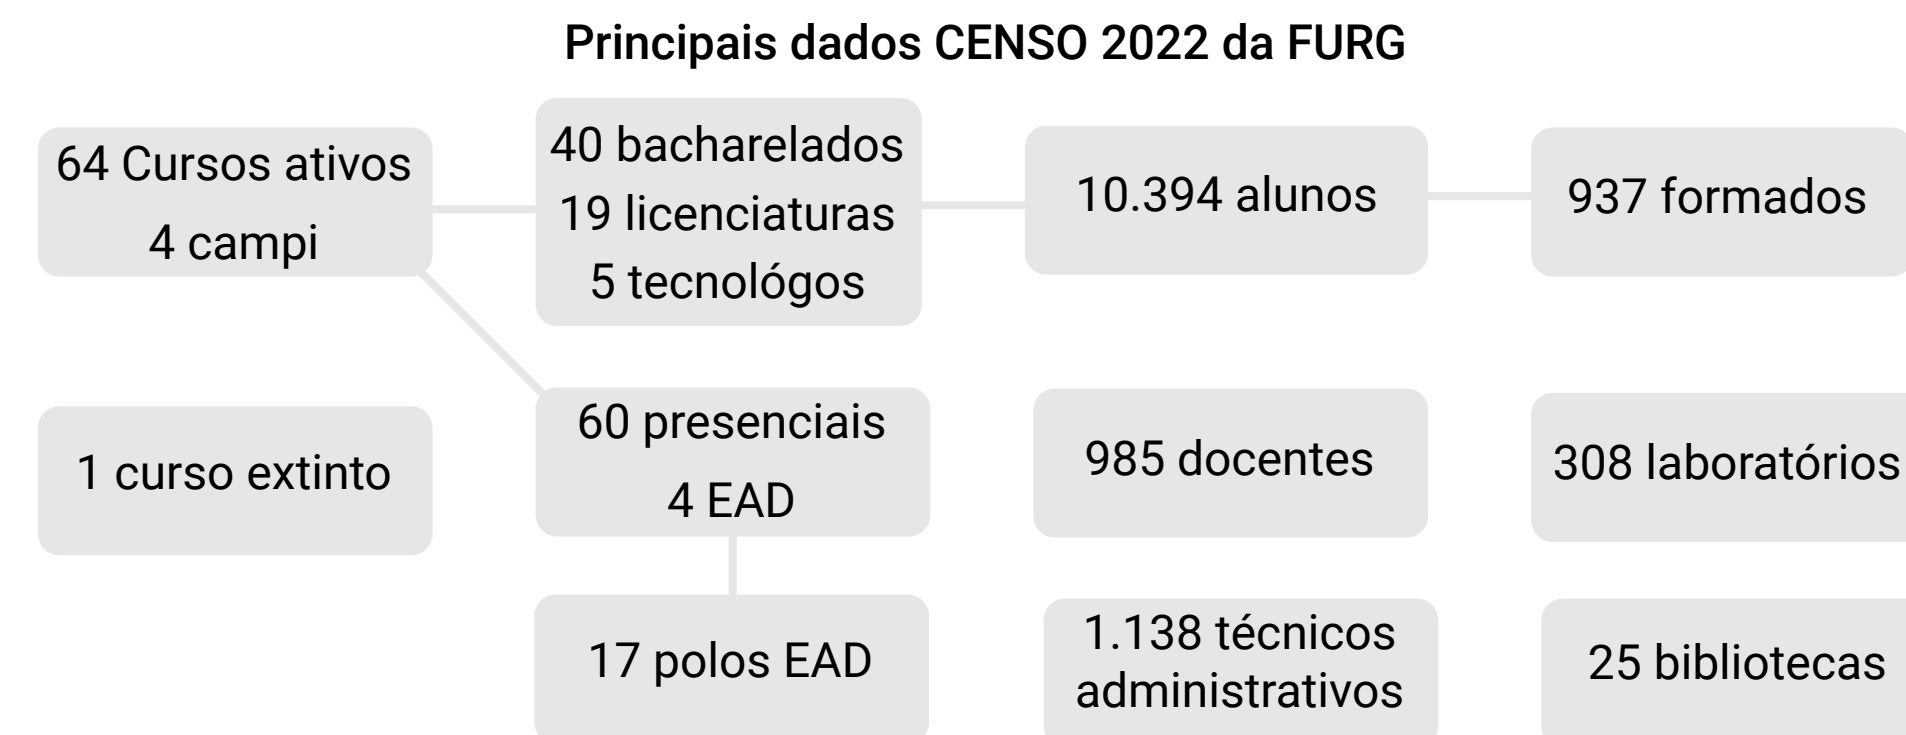 Principais dados CENSO 2022 da FURG
64 Cursos ativos
4 campi
40 bacharelados
19 licenciaturas
5 tecnológos
10.394 alunos
937 formados
1 curso extinto
60 presenciais
4 EAD
985 docentes
308 laboratórios
17 polos EAD
1.138 técnicos
administrativos
25 bibliotecas